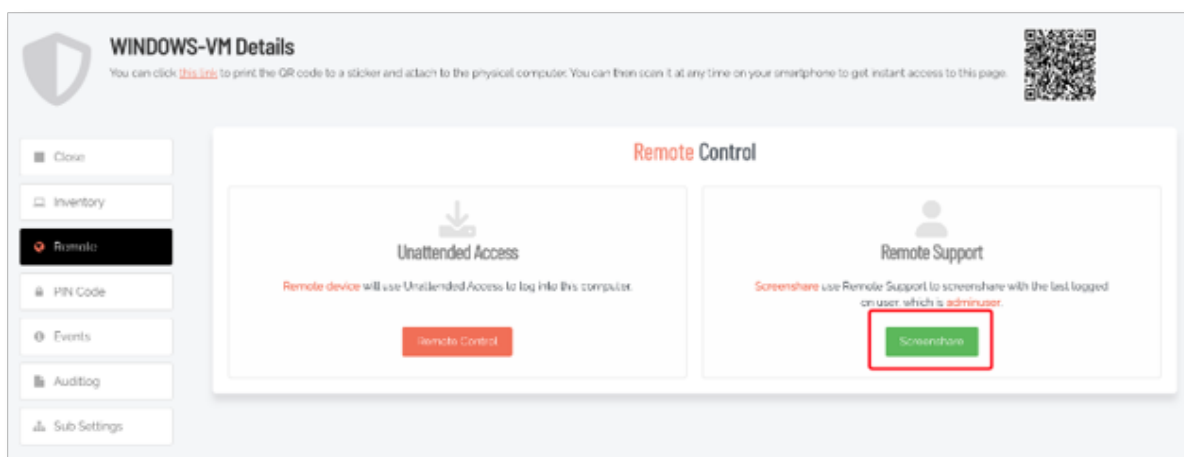 WINDOWS-VM Details
You can click this link to print the QR code to a sticker and attach to the physical computer. You can then scan it at any time on your smartphone to get instant access to this page.
Close
Inventory
Remote
PIN Code
Events
Auditlog
Sub Settings
Remote Control
Unattended Access
Remote device will use Unattended Access to log into this computer.
Remote Control
Remote Support
Screenshare use Remote Support to screenshare with the last logged
on user, which is adminuser.
Screenshare